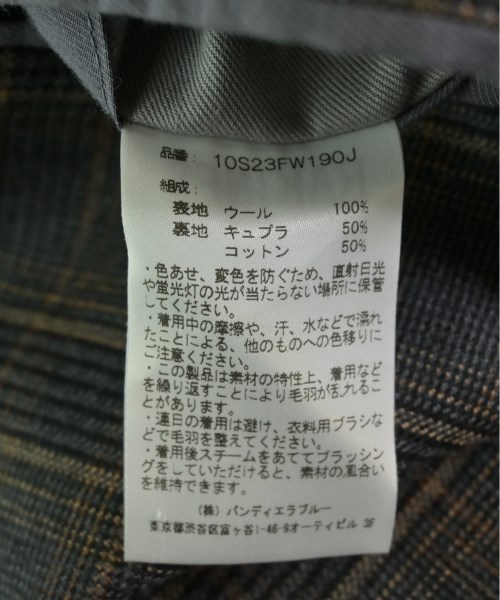 品番： 10S23FW190J
組成：
表地 ウール 100%
裏地 キュプラ 50%
コットン 50%
・色あせ、変色を防ぐため、直射日光
や蛍光灯の光が当たらない場所に保管
してください。
・着用中の摩擦や、汗、水などで濡れ
たことによる、他のものへの色移りに
ご注意ください。
・この製品は素材の特性上、着用など
を繰り返すことにより毛羽が乱れるこ
とがあります。
・連日の着用は避け、衣料用ブラシな
どで毛羽を整えてください。
・着用後スチームをあててブラッシン
グをしていただけると、素材の風合い
を維持できます。
(株) バンディエラブルー
東京都渋谷区富ヶ谷1-46-9オーティビル 3F